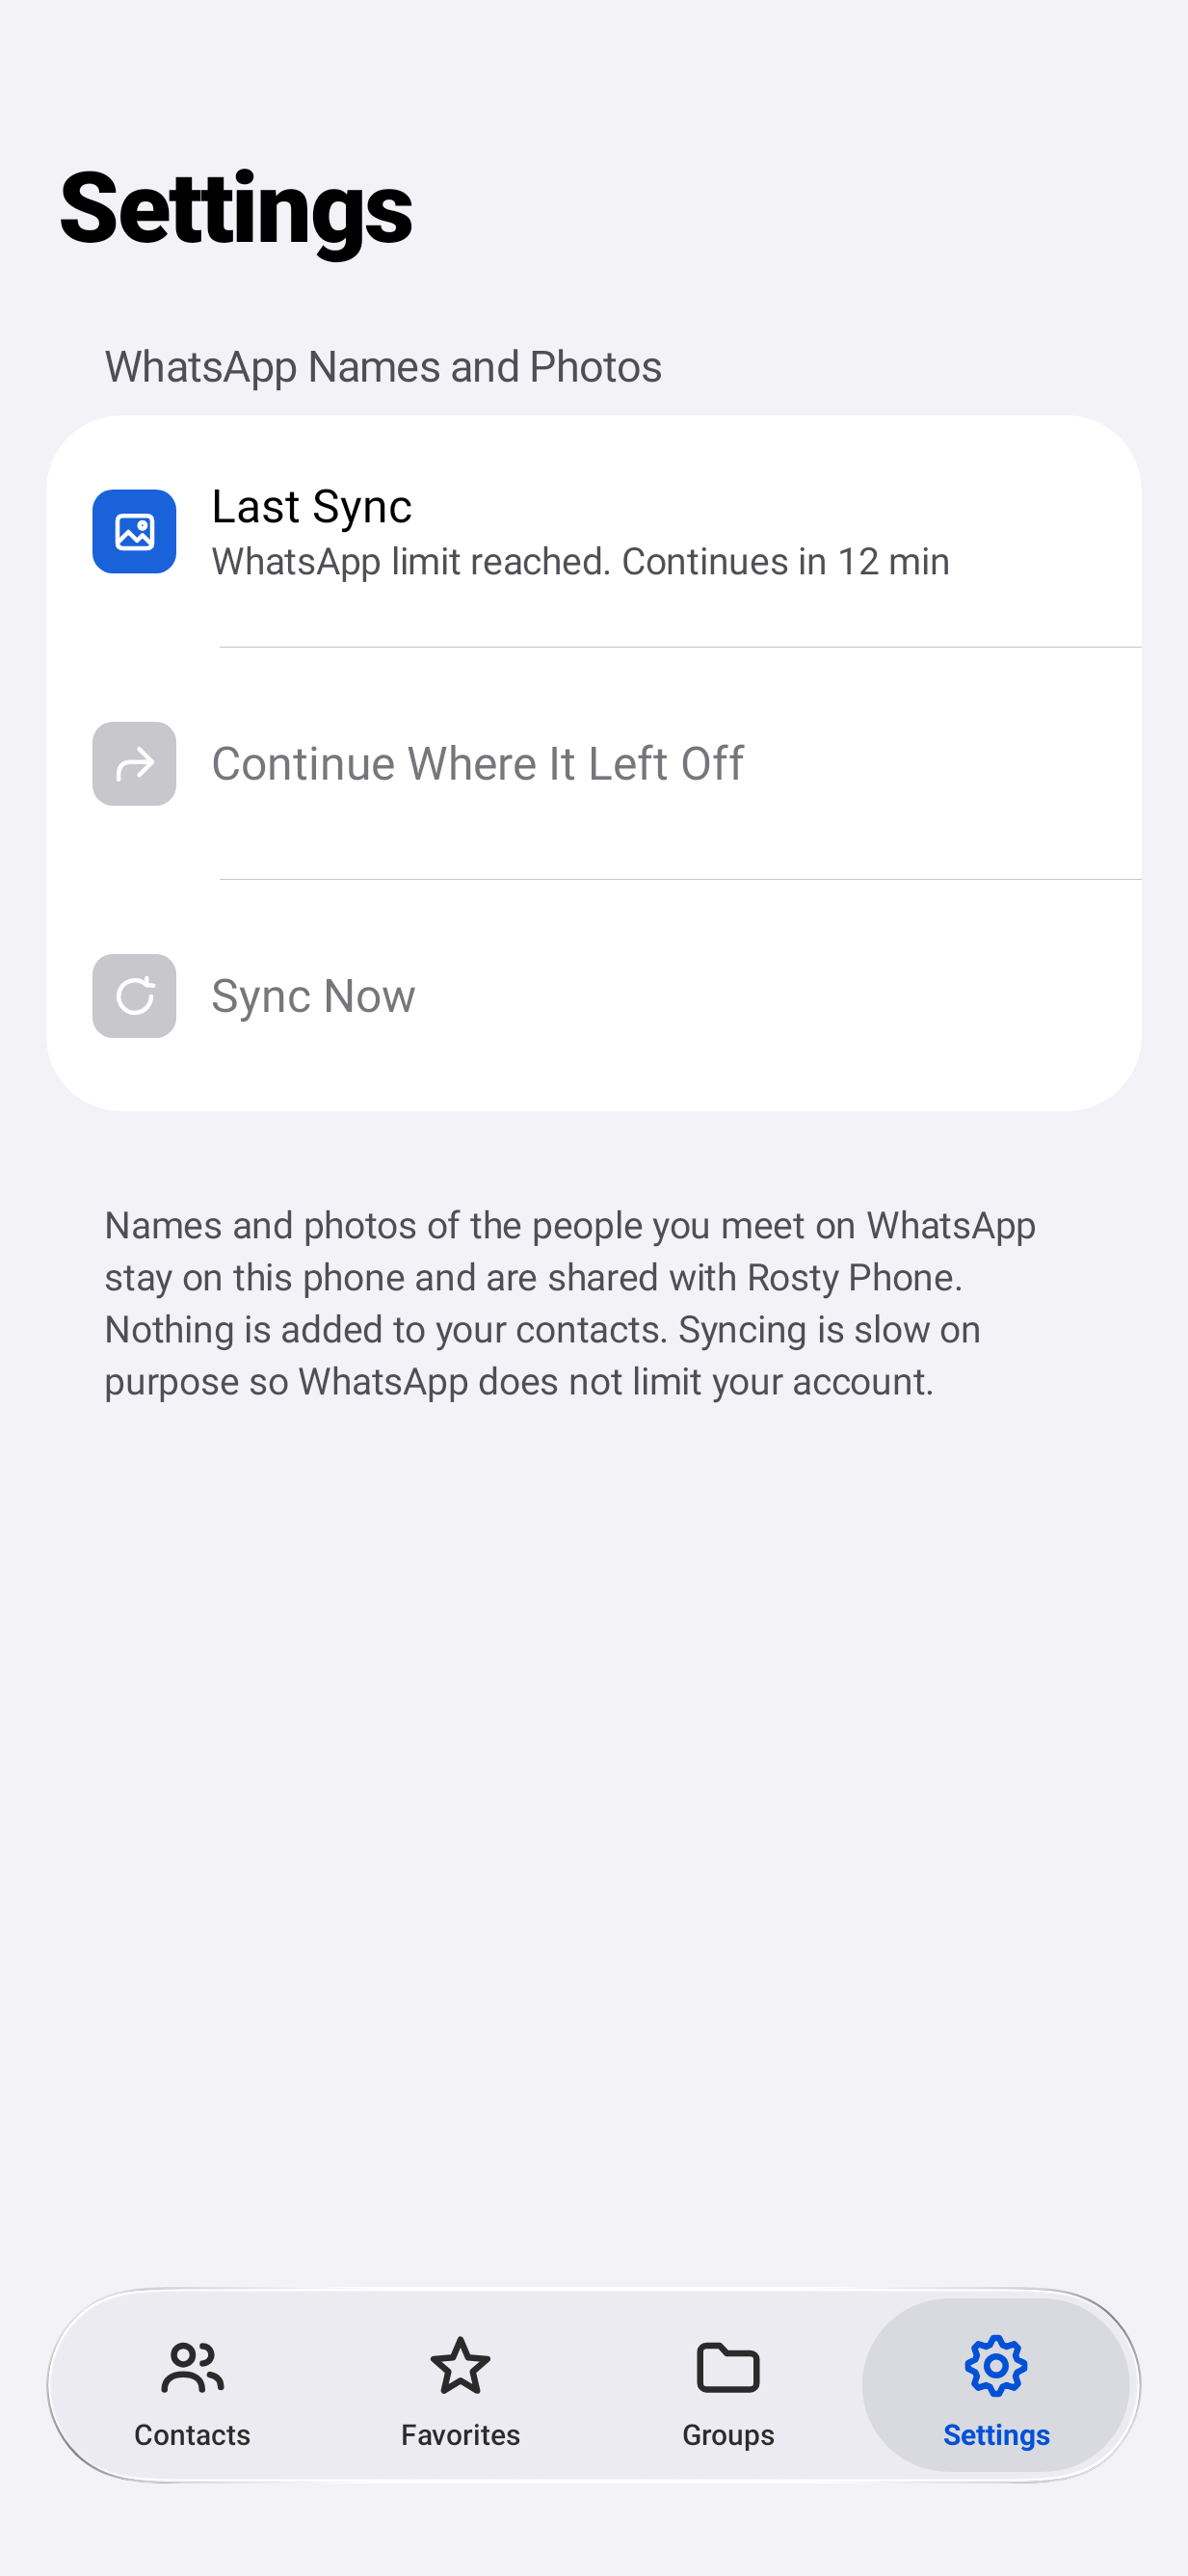 Settings
WhatsApp Names and Photos
Last Sync
WhatsApp limit reached. Continues in 12 min
Continue Where It Left Off
Sync Now
Names and photos of the people you meet on WhatsApp
stay on this phone and are shared with Rosty Phone.
Nothing is added to your contacts. Syncing is slow on
purpose so WhatsApp does not limit your account.
Contacts
Favorites
Groups
Settings